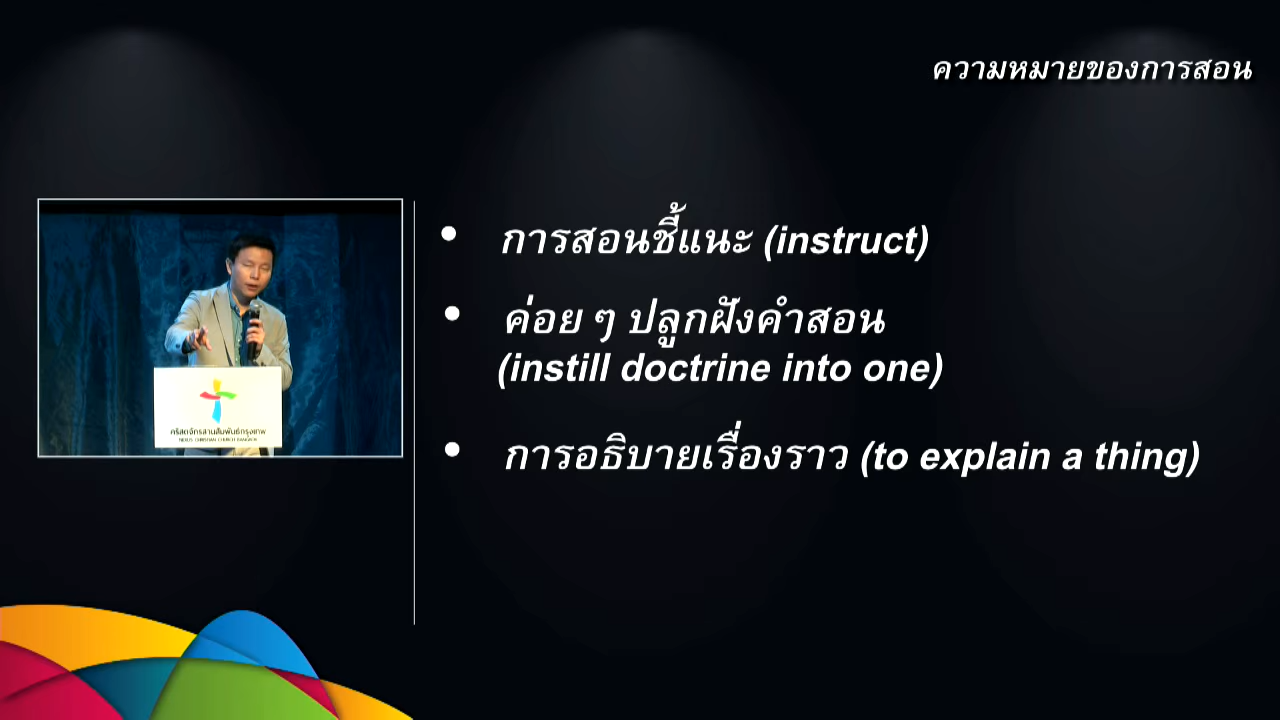 ความหมายของการสอน
• การสอนชี้แนะ (instruct)
• ค่อย ๆ ปลูกฝังคำสอน
(instill doctrine into one)
• การอธิบายเรื่องราว (to explain a thing)
คริสตจักรสานสัมพันธ์กรุงเทพ
NEXUS CHRISTIAN CHURCH BANGKOK